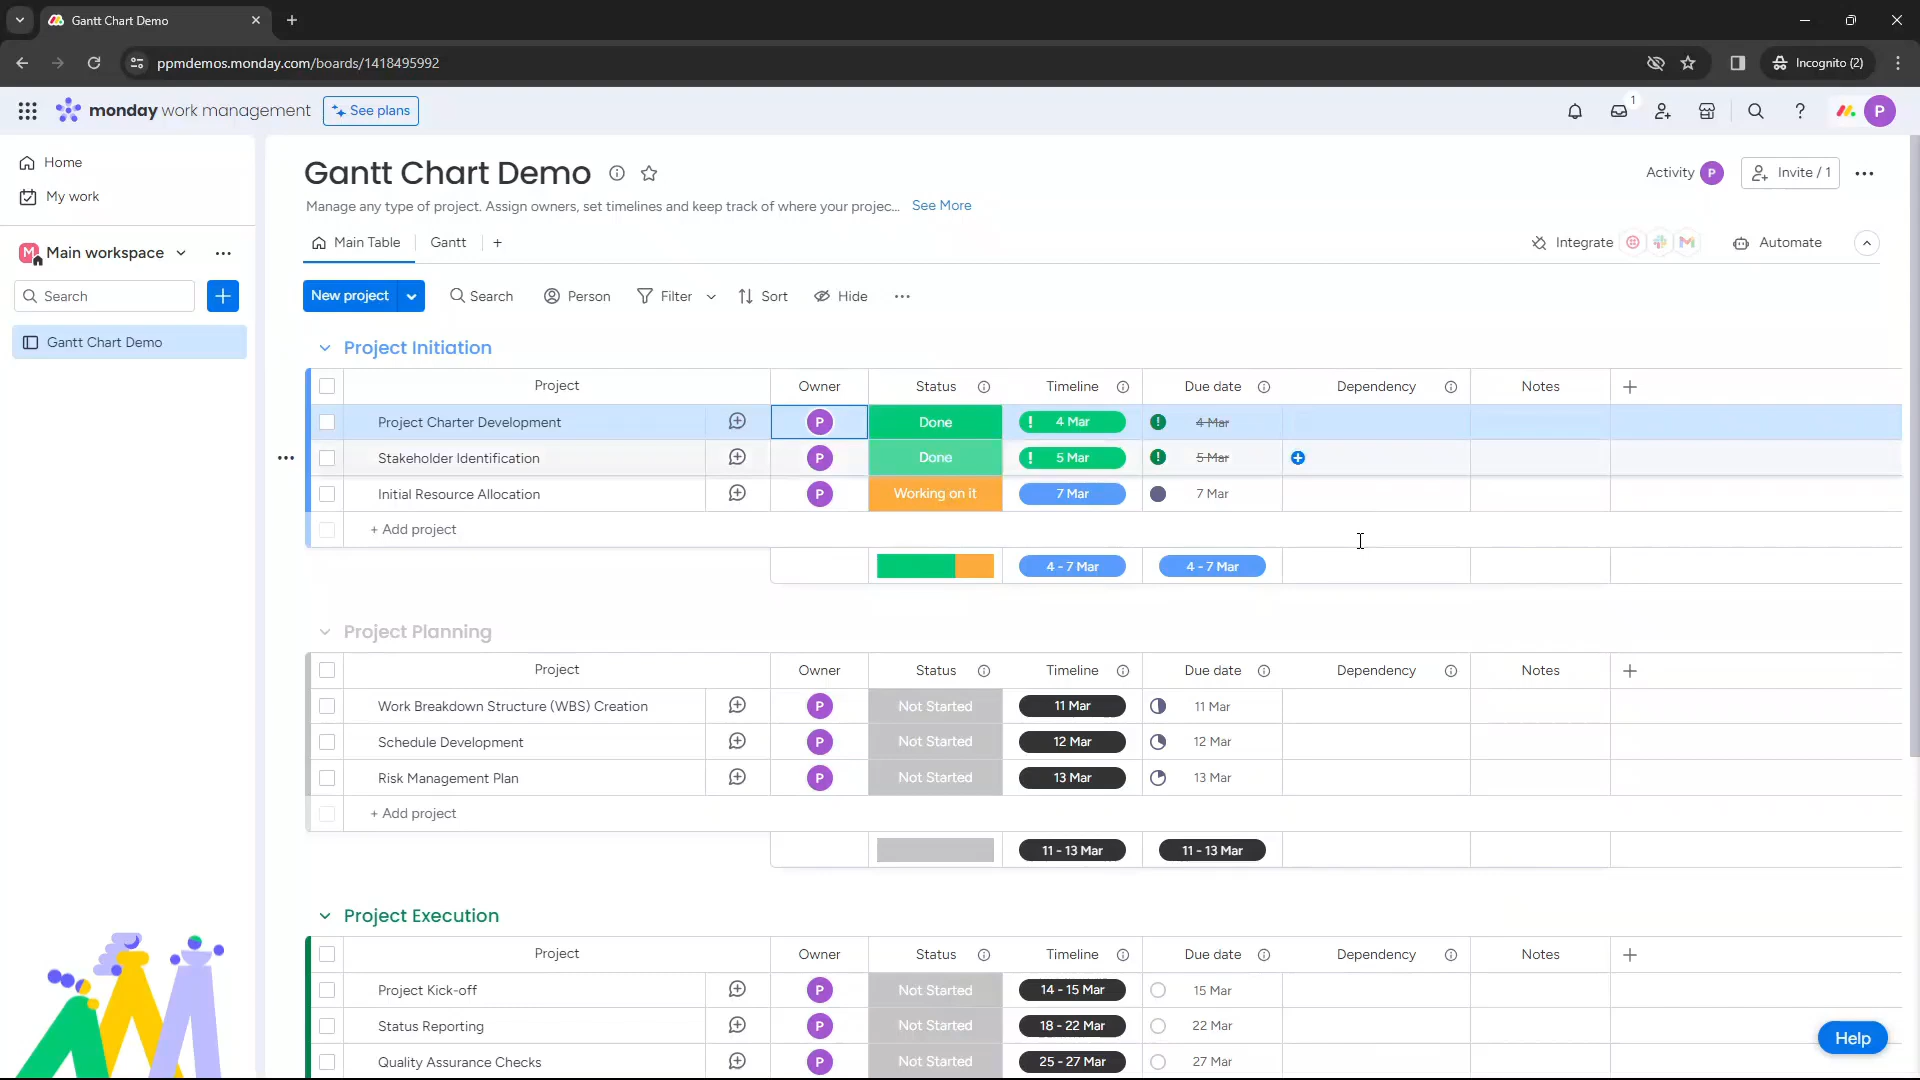 Gantt Chart Demo
ppmdemos.monday.com/boards/1418495992
Incognito (2)
monday work management
See plans
1
P
Home
My work
M Main workspace
Search
Gantt Chart Demo
Gantt Chart Demo
Activity P
Invite / 1
Manage any type of project. Assign owners, set timelines and keep track of where your projec... See More
Main Table
Gantt
Integrate
Automate
New project
Search
Person
Filter
Sort
Hide
Project Initiation
Project Owner Status Timeline Due date Dependency Notes
Project Charter Development P Done ! 4 Mar ! 4 Mar
Stakeholder Identification P Done ! 5 Mar ! 5 Mar
Initial Resource Allocation P Working on it 7 Mar 7 Mar
+ Add project
4 - 7 Mar 4 - 7 Mar
Project Planning
Project Owner Status Timeline Due date Dependency Notes
Work Breakdown Structure (WBS) Creation P Not Started 11 Mar 11 Mar
Schedule Development P Not Started 12 Mar 12 Mar
Risk Management Plan P Not Started 13 Mar 13 Mar
+ Add project
11 - 13 Mar 11 - 13 Mar
Project Execution
Project Owner Status Timeline Due date Dependency Notes
Project Kick-off P Not Started 14 - 15 Mar 15 Mar
Status Reporting P Not Started 18 - 22 Mar 22 Mar
Quality Assurance Checks P Not Started 25 - 27 Mar 27 Mar
Help